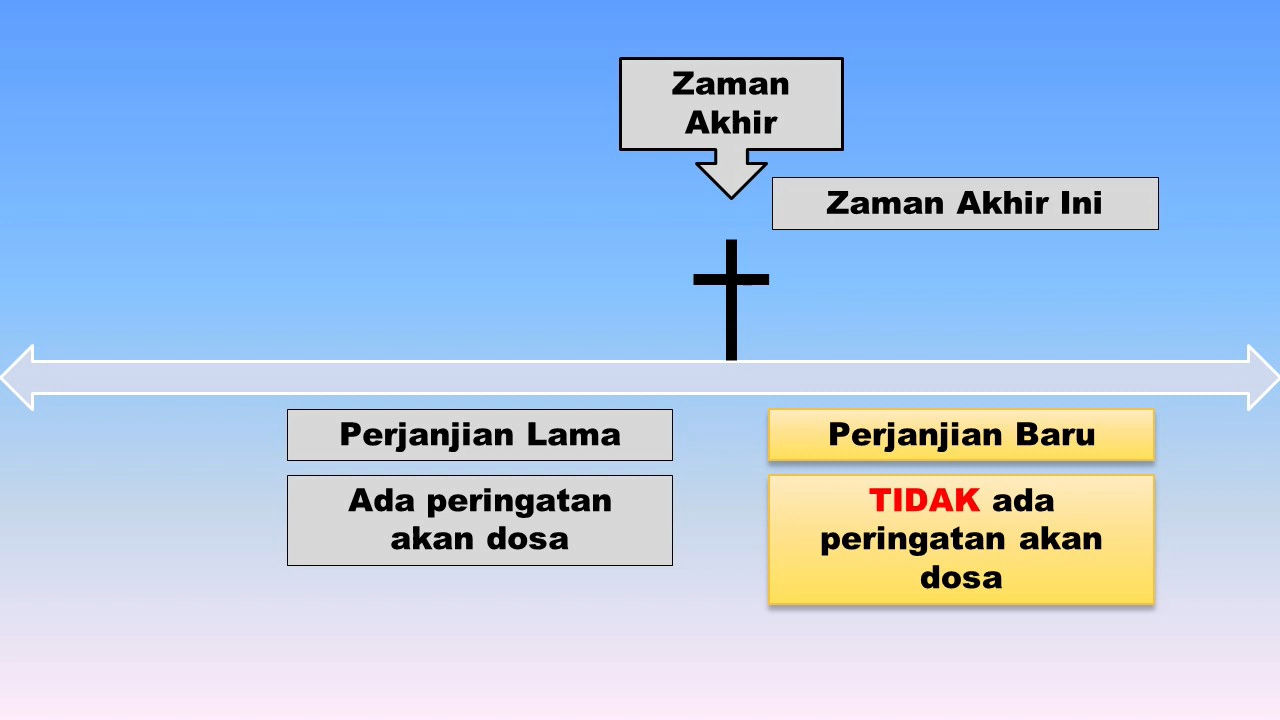 Zaman
Akhir
Zaman Akhir Ini
Perjanjian Lama
Ada peringatan
akan dosa
Perjanjian Baru
TIDAK ada
peringatan akan
dosa